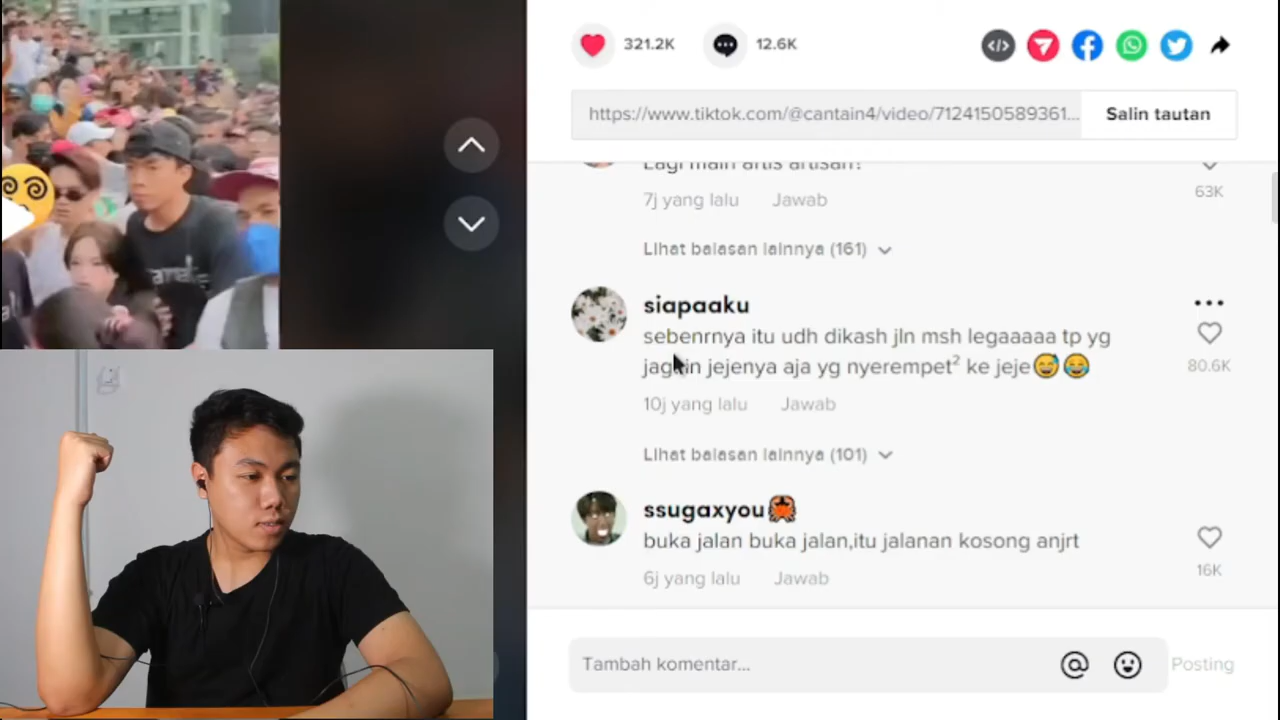 321.2K
12.6K
https://www.tiktok.com/@cantain4/video/7124150589361...
Salin tautan
Lagi main artis artisan?
63K
7j yang lalu Jawab
Lihat balasan lainnya (161)
siapaaku
sebenrnya itu udh dikash jln msh legaaaaa tp yg
jagain jejenya aja yg nyerempet² ke jeje😅😂
80.6K
10j yang lalu Jawab
Lihat balasan lainnya (101)
ssugaxyou🦀
buka jalan buka jalan,itu jalanan kosong anjrt
16K
6j yang lalu Jawab
Tambah komentar...
Posting